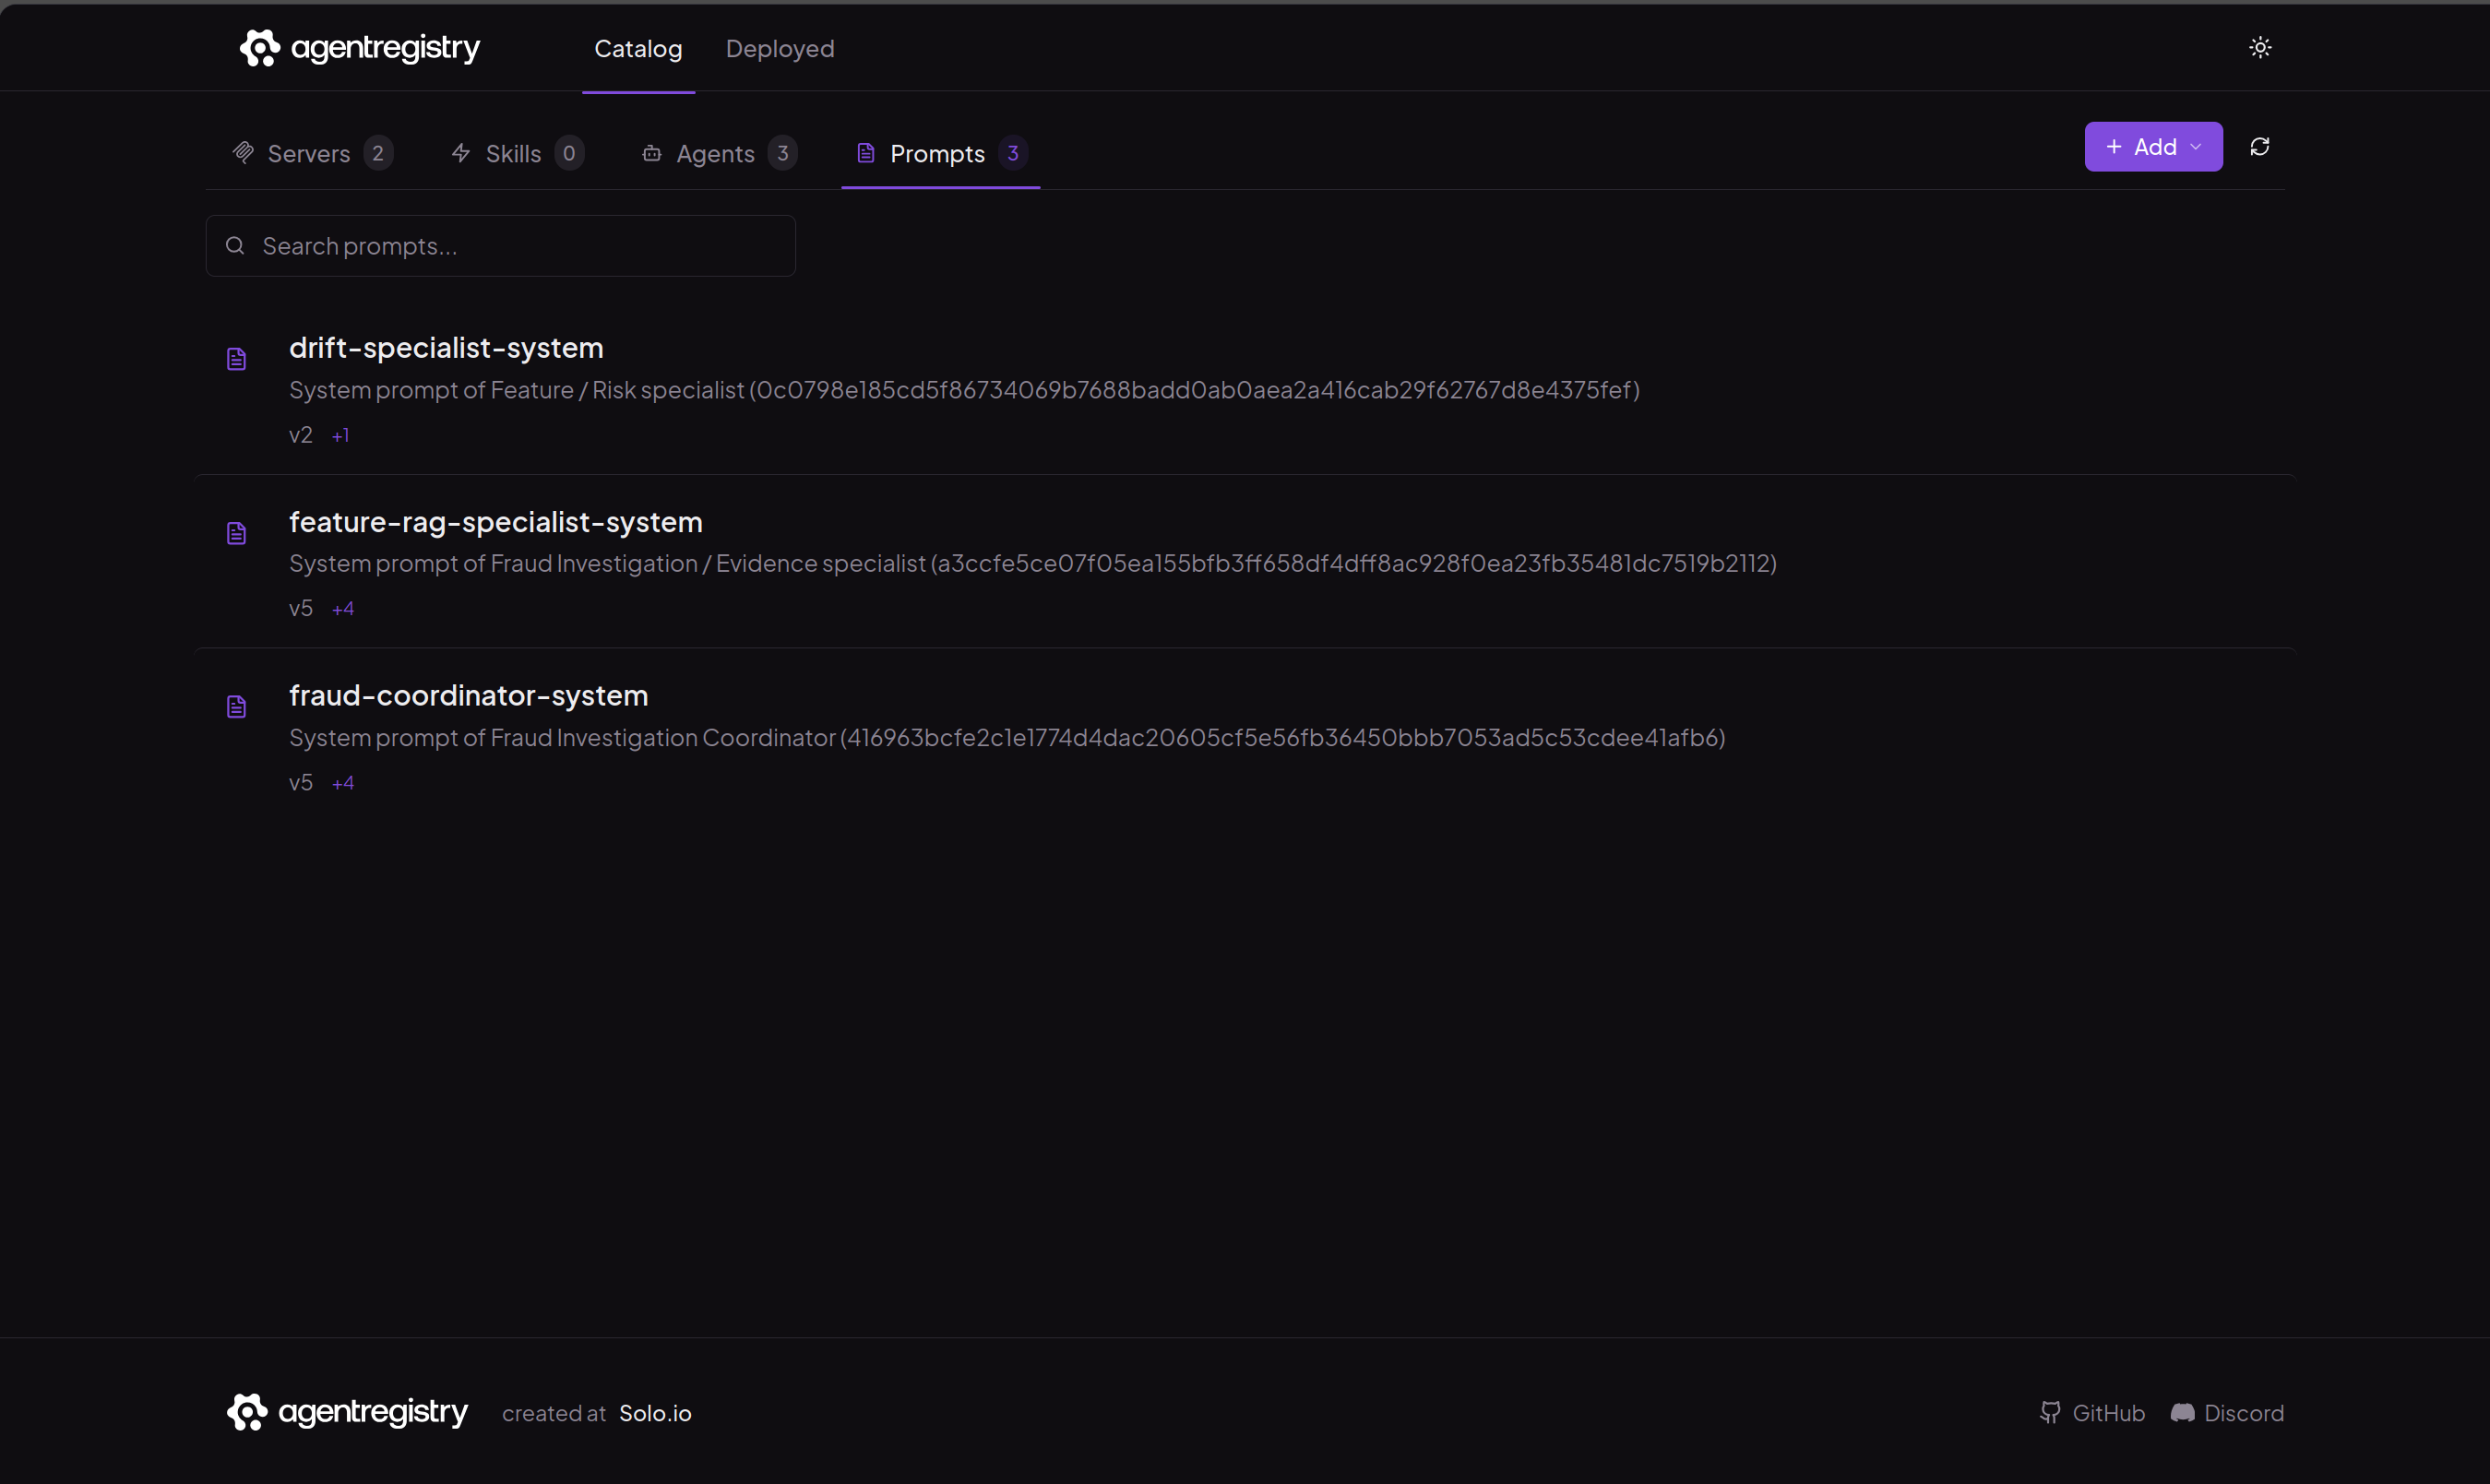 agentregistry
Catalog
Deployed
Servers 2
Skills 0
Agents 3
Prompts 3
+ Add
Search prompts...
drift-specialist-system
System prompt of Feature / Risk specialist (0c0798e185cd5f86734069b7688badd0ab0aea2a416cab29f62767d8e4375fef)
v2 +1
feature-rag-specialist-system
System prompt of Fraud Investigation / Evidence specialist (a3ccfe5ce07f05ea155bfb3ff658df4dff8ac928f0ea23fb35481dc7519b2112)
v5 +4
fraud-coordinator-system
System prompt of Fraud Investigation Coordinator (416963bcfe2c1e1774d4dac20605cf5e56fb36450bbb7053ad5c53cdee41afb6)
v5 +4
agentregistry created at Solo.io
GitHub
Discord